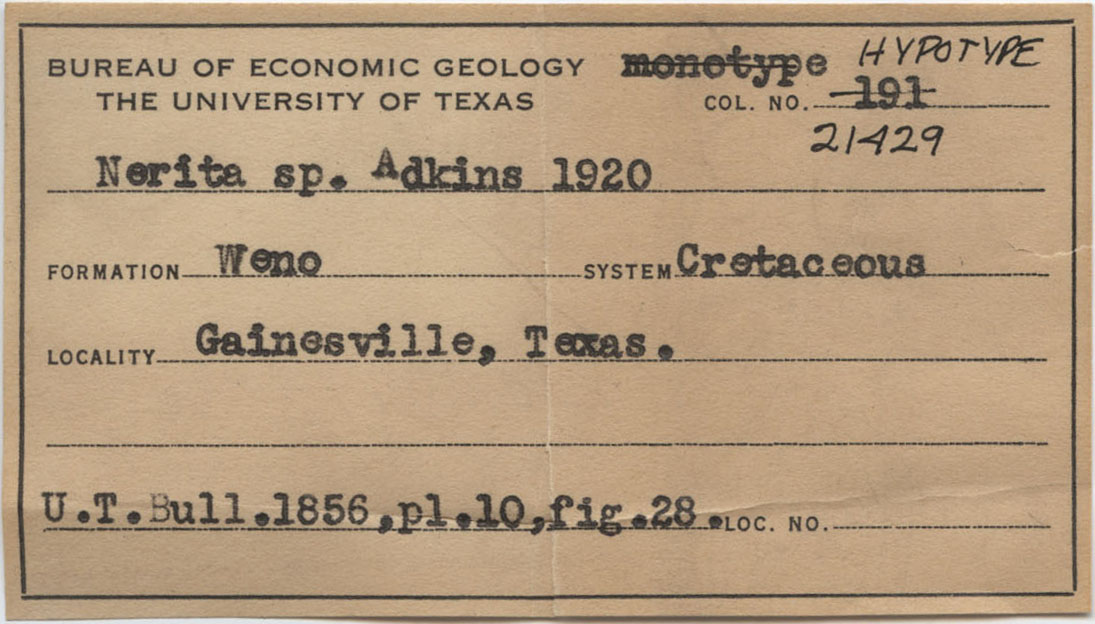 BUREAU OF ECONOMIC GEOLOGY monotype HYPOTYPE
THE UNIVERSITY OF TEXAS COL. NO. 191
21429
Nerita sp. Adkins 1920
FORMATION Weno SYSTEM Cretaceous
LOCALITY Gainesville, Texas.
U.T.Bull.1856,pl.10,fig.28. LOC. NO.